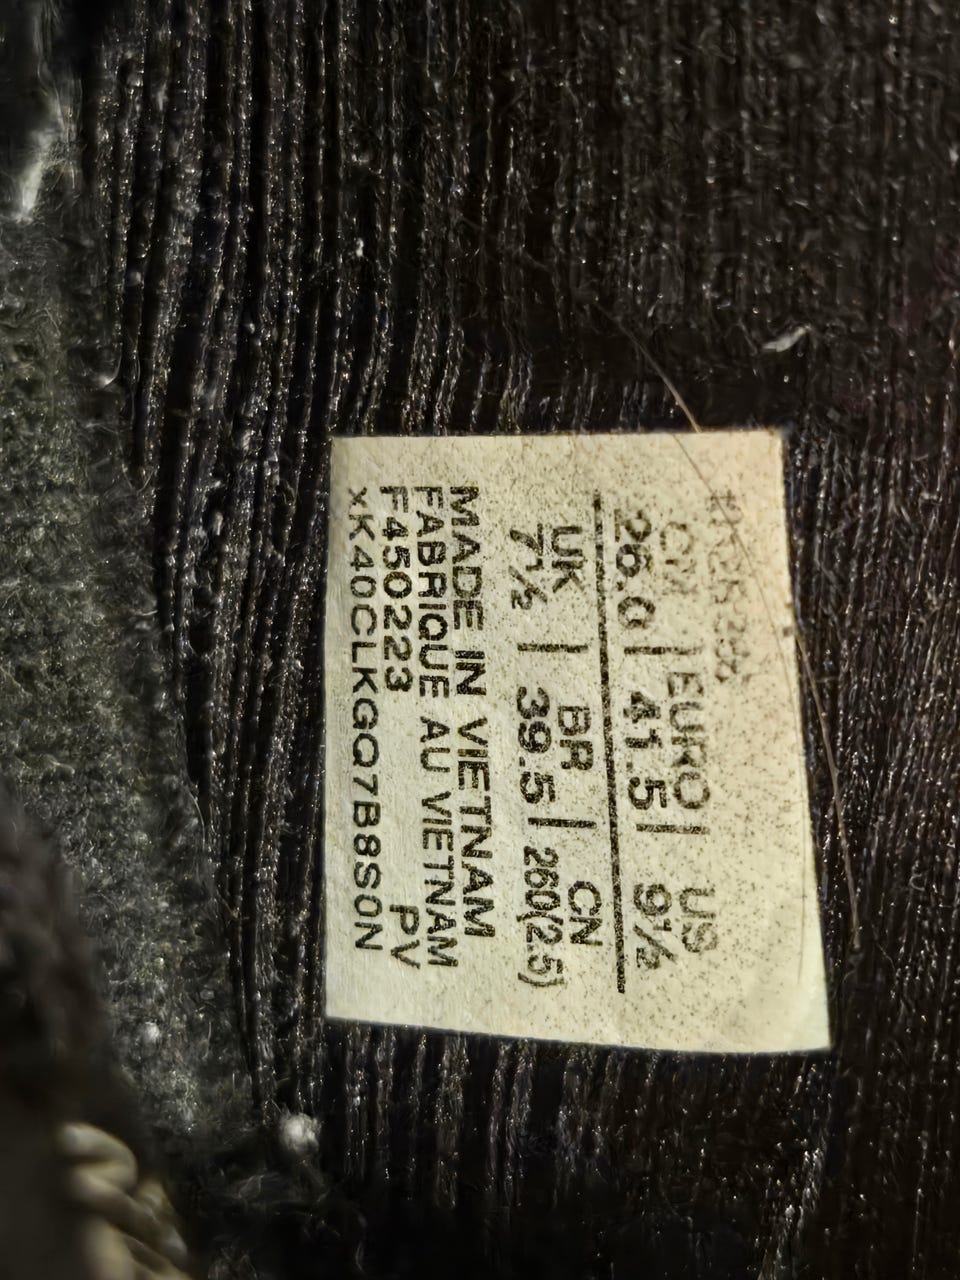 CM | EURO | US
26.0 | 41.5 | 9½
UK | BR | CN
7½ | 39.5 | 260(2.5)
MADE IN VIETNAM
FABRIQUE AU VIETNAM
F450223 PV
xK40CLKGQ7B8S0N